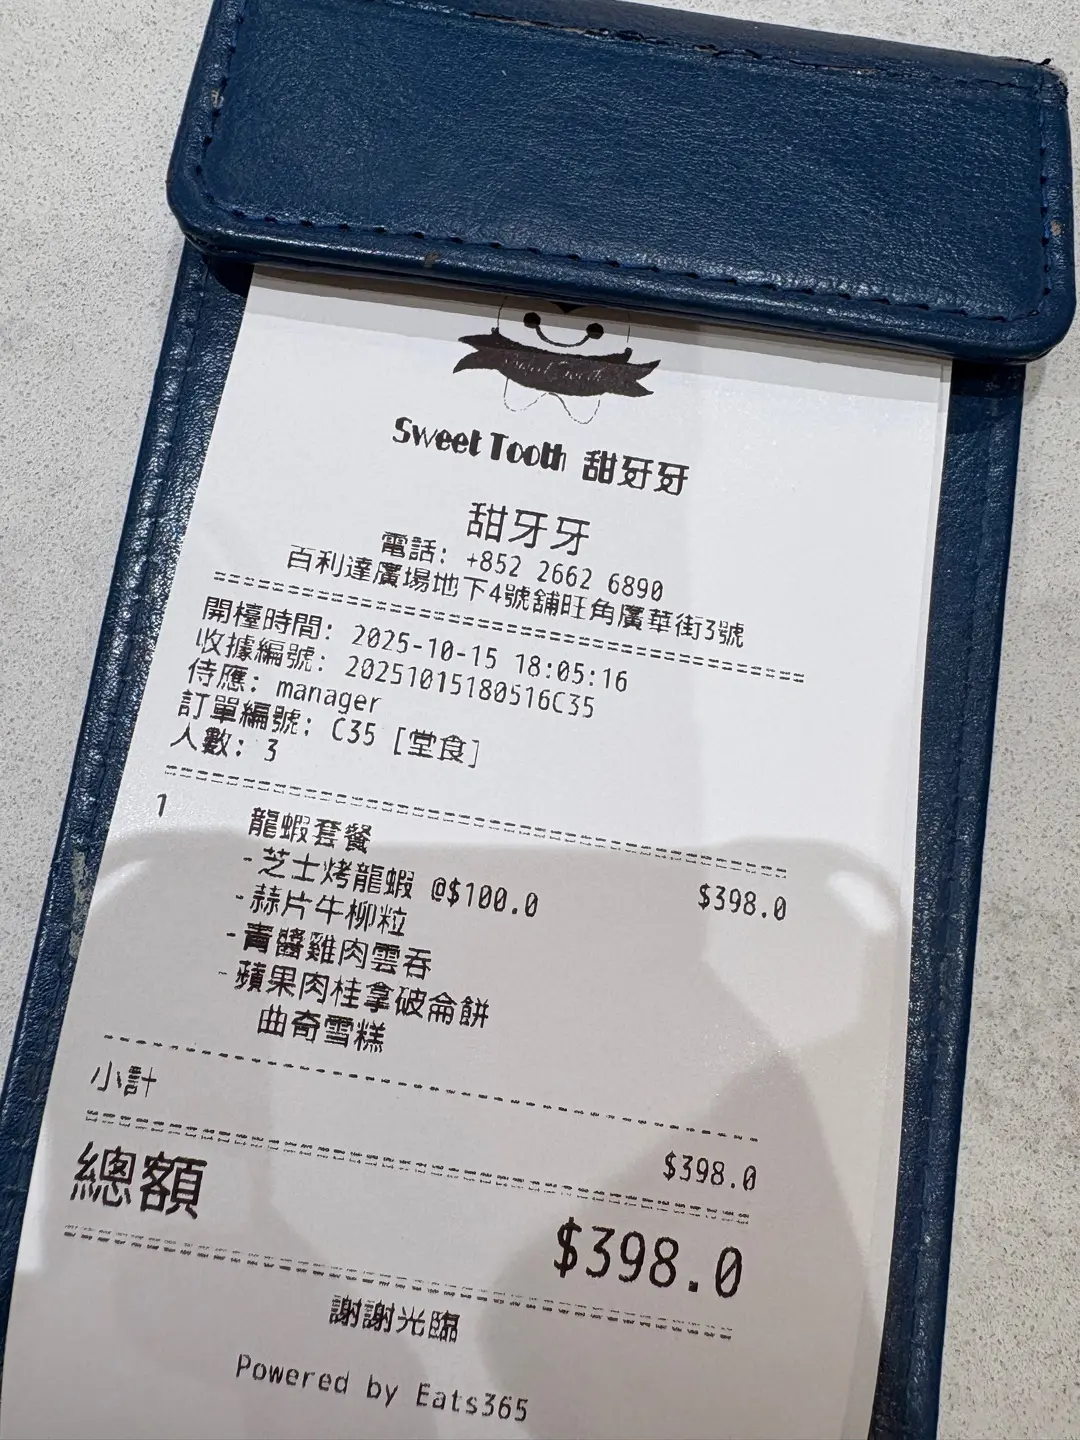 Sweet Tooth
Sweet Tooth 甜牙牙
甜牙牙
電話: +852 2662 6890
百利達廣場地下4號舖旺角廣華街3號
開檯時間: 2025-10-15 18:05:16
收據編號: 20251015180516C35
侍應: manager
訂單編號: C35 [堂食]
人數: 3
1 龍蝦套餐 $398.0
-芝士烤龍蝦 @$100.0
-蒜片牛柳粒
-青醬雞肉雲吞
-蘋果肉桂拿破侖餅
曲奇雪糕
小計 $398.0
總額 $398.0
謝謝光臨
Powered by Eats365